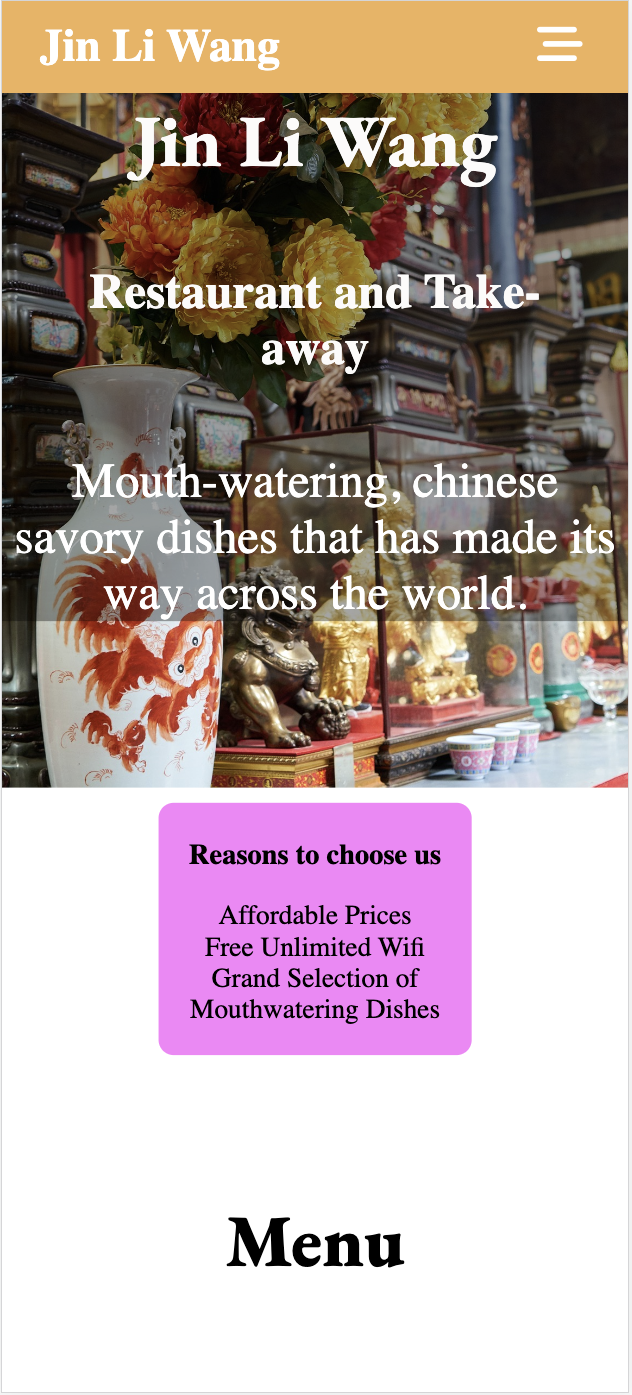 Jin Li Wang
Jin Li Wang
Restaurant and Take-
away
Mouth-watering, chinese
savory dishes that has made its
way across the world.
Reasons to choose us
Affordable Prices
Free Unlimited Wifi
Grand Selection of
Mouthwatering Dishes
Menu